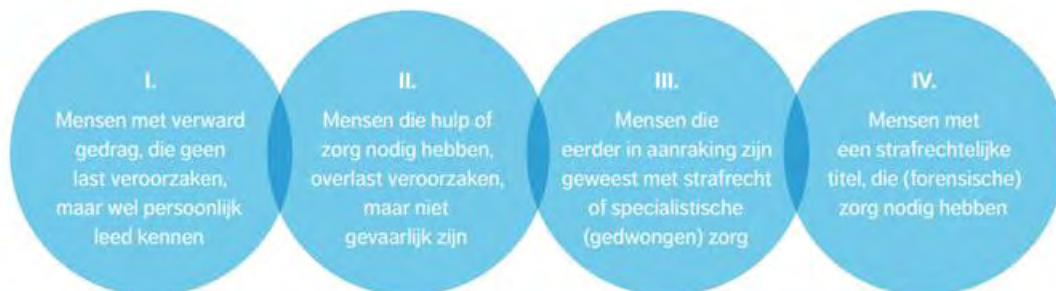 I.
Mensen met verward
gedrag, die geen
last veroorzaken,
maar wel persoonlijk
leed kennen
II.
Mensen die hulp of
zorg nodig hebben,
overlast veroorzaken,
maar niet
gevaarlijk zijn
III.
Mensen die
eerder in aanraking zijn
geweest met strafrecht
of specialistische
(gedwongen) zorg
IV.
Mensen met
een strafrechtelijke
titel, die (forensische)
zorg nodig hebben